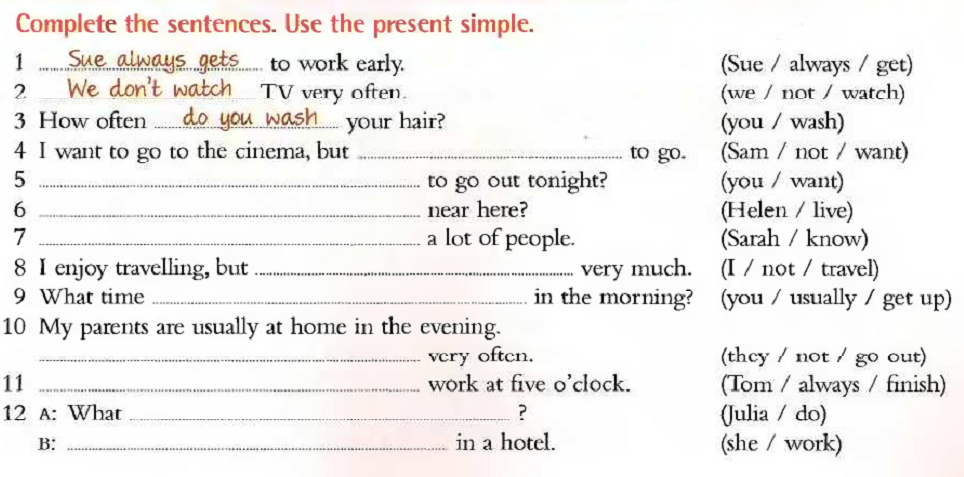 Complete the sentences. Use the present simple.
1 Sue always gets to work early. (Sue / always / get)
2 We don't watch TV very often. (we / not / watch)
3 How often do you wash your hair? (you / wash)
4 I want to go to the cinema, but to go. (Sam / not / want)
5 to go out tonight? (you / want)
6 near here? (Helen / live)
7 a lot of people. (Sarah / know)
8 I enjoy travelling, but very much. (I / not / travel)
9 What time in the morning? (you / usually / get up)
10 My parents are usually at home in the evening.
very often. (they / not / go out)
11 work at five o'clock. (Tom / always / finish)
12 A: What ? (Julia / do)
B: in a hotel. (she / work)